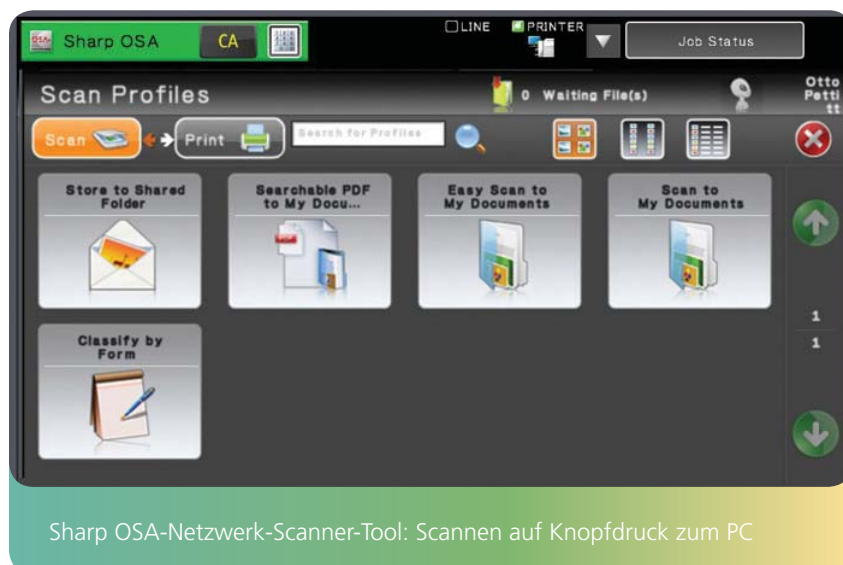 Sharp OSA
CA
LINE
PRINTER
Job Status
Scan Profiles
0 Waiting File(s)
Otto
Petti
tt
Scan
Print
Search for Profiles
Store to Shared
Folder
Searchable PDF
to My Docu...
Easy Scan to
My Documents
Scan to
My Documents
1
1
Classify by
Form
Sharp OSA-Netzwerk-Scanner-Tool: Scannen auf Knopfdruck zum PC